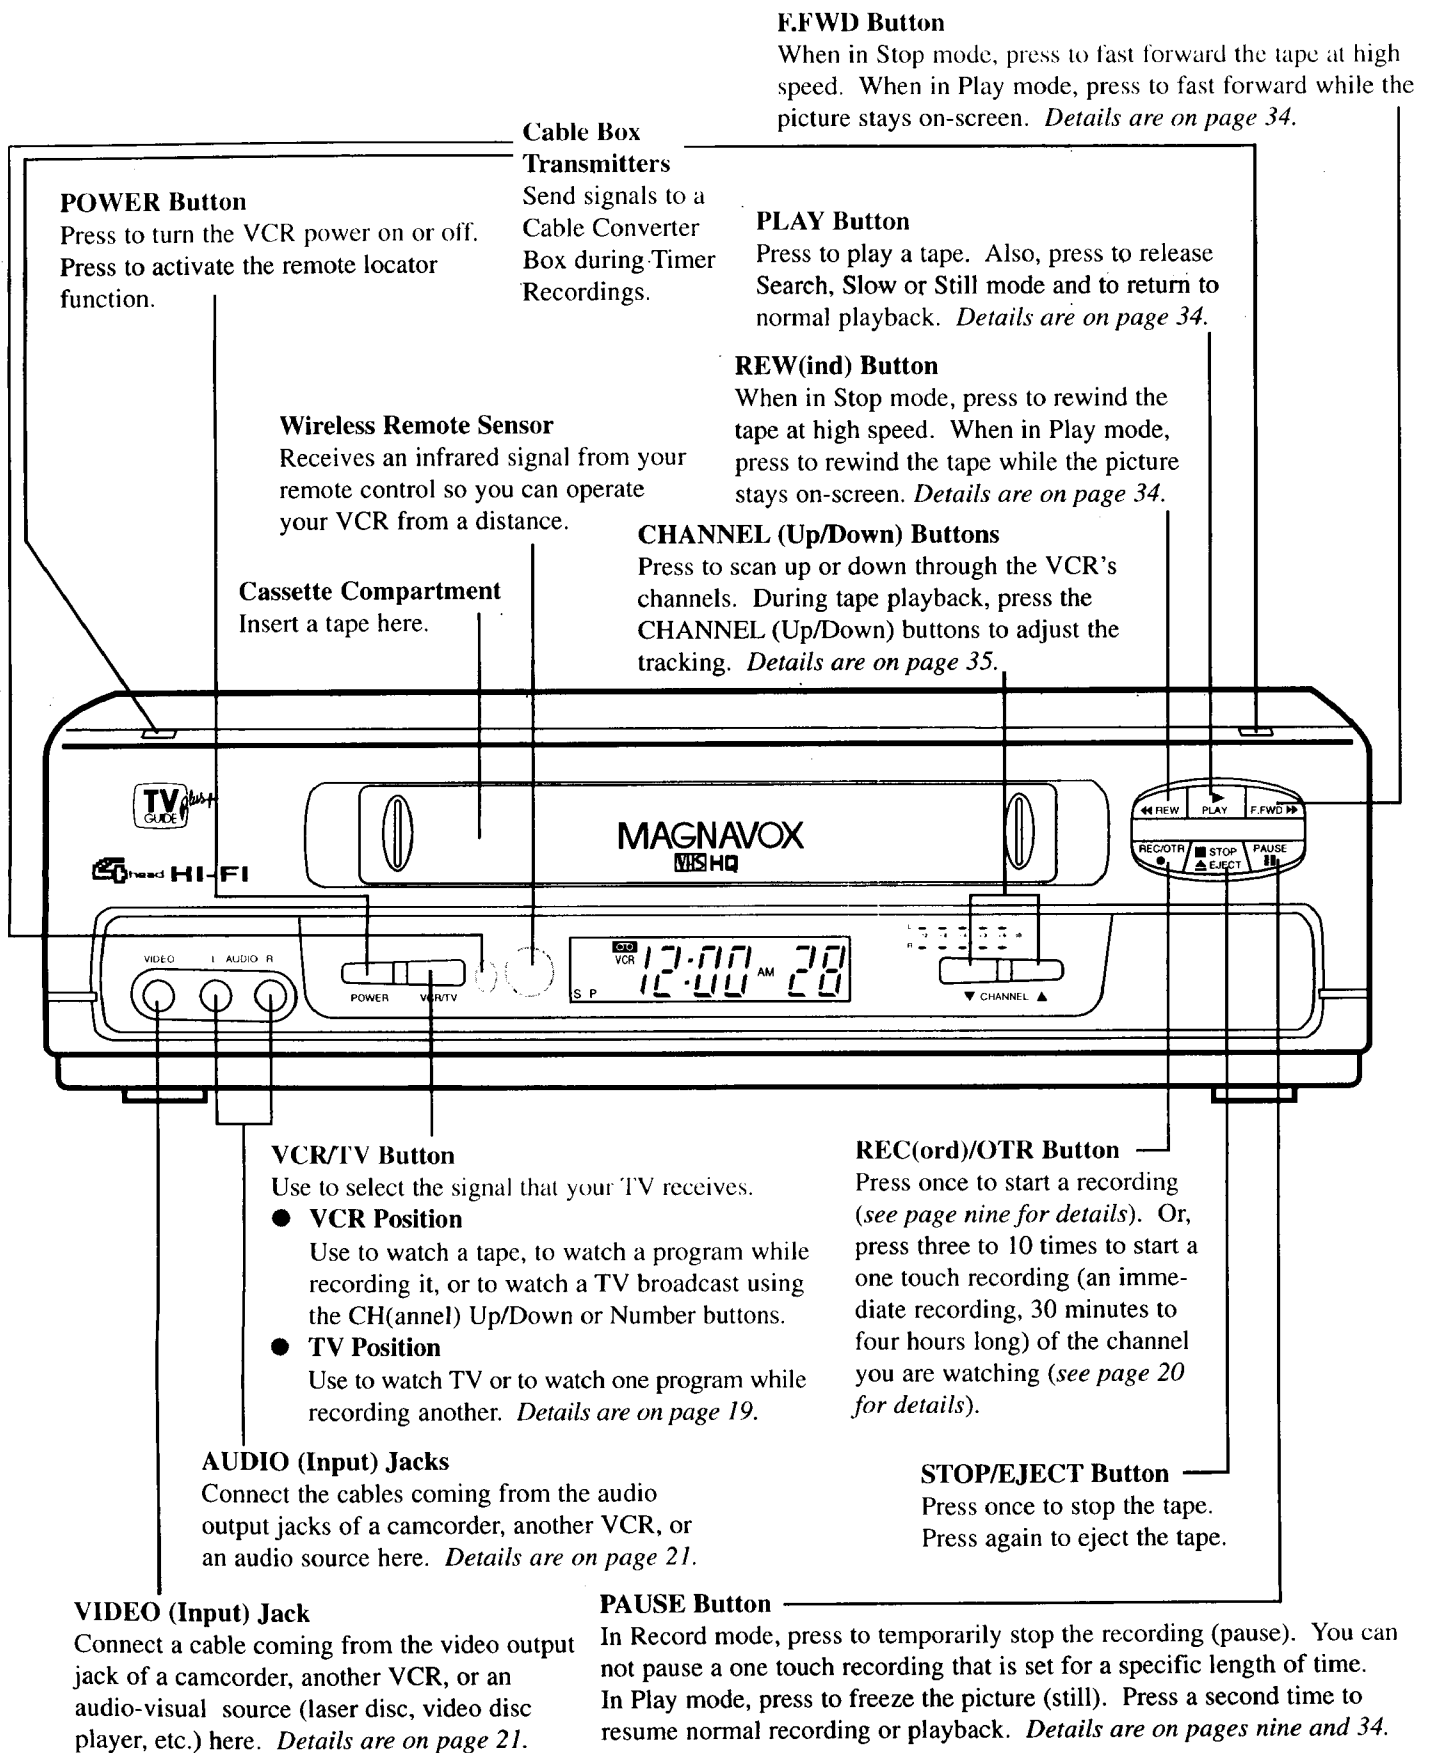 F.FWD Button
When in Stop mode, press to fast forward the tape at high
speed. When in Play mode, press to fast forward while the
picture stays on-screen. Details are on page 34.
Cable Box
Transmitters
Send signals to a
Cable Converter
Box during Timer
Recordings.
POWER Button
Press to turn the VCR power on or off.
Press to activate the remote locator
function.
PLAY Button
Press to play a tape. Also, press to release
Search, Slow or Still mode and to return to
normal playback. Details are on page 34.
REW(ind) Button
When in Stop mode, press to rewind the
tape at high speed. When in Play mode,
press to rewind the tape while the picture
stays on-screen. Details are on page 34.
Wireless Remote Sensor
Receives an infrared signal from your
remote control so you can operate
your VCR from a distance.
CHANNEL (Up/Down) Buttons
Press to scan up or down through the VCR's
channels. During tape playback, press the
CHANNEL (Up/Down) buttons to adjust the
tracking. Details are on page 35.
Cassette Compartment
Insert a tape here.
TV plus+
GUIDE
4 head HI-FI
MAGNAVOX
VHS HQ
◀◀ REW
▶
PLAY
F.FWD ▶▶
REC/OTR
●
■ STOP
▲ EJECT
PAUSE
VIDEO
L AUDIO R
POWER
VCR/TV
VCR
12:00 AM 28
S P
L
R
▼ CHANNEL ▲
VCR/TV Button
Use to select the signal that your TV receives.
● VCR Position
Use to watch a tape, to watch a program while
recording it, or to watch a TV broadcast using
the CH(annel) Up/Down or Number buttons.
● TV Position
Use to watch TV or to watch one program while
recording another. Details are on page 19.
REC(ord)/OTR Button
Press once to start a recording
(see page nine for details). Or,
press three to 10 times to start a
one touch recording (an imme-
diate recording, 30 minutes to
four hours long) of the channel
you are watching (see page 20
for details).
AUDIO (Input) Jacks
Connect the cables coming from the audio
output jacks of a camcorder, another VCR, or
an audio source here. Details are on page 21.
STOP/EJECT Button
Press once to stop the tape.
Press again to eject the tape.
VIDEO (Input) Jack
Connect a cable coming from the video output
jack of a camcorder, another VCR, or an
audio-visual source (laser disc, video disc
player, etc.) here. Details are on page 21.
PAUSE Button
In Record mode, press to temporarily stop the recording (pause). You can
not pause a one touch recording that is set for a specific length of time.
In Play mode, press to freeze the picture (still). Press a second time to
resume normal recording or playback. Details are on pages nine and 34.